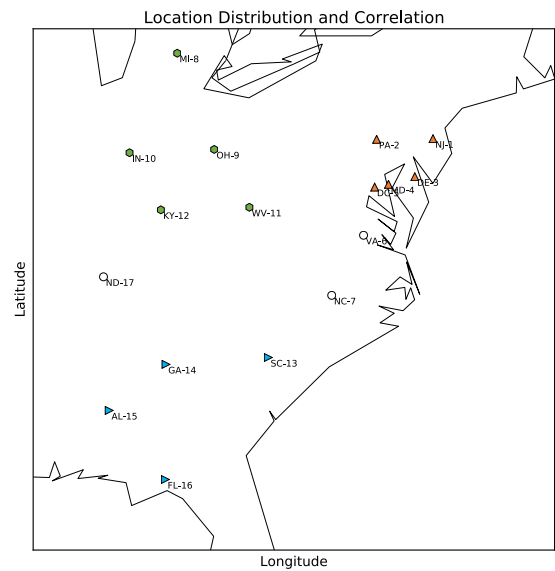 Location Distribution and Correlation
MI-8
PA-2
NJ-1
IN-10
OH-9
DE-3
MD-4
KY-12
WV-11
VA-6
ND-17
NC-7
SC-13
GA-14
AL-15
FL-16
Latitude
Longitude